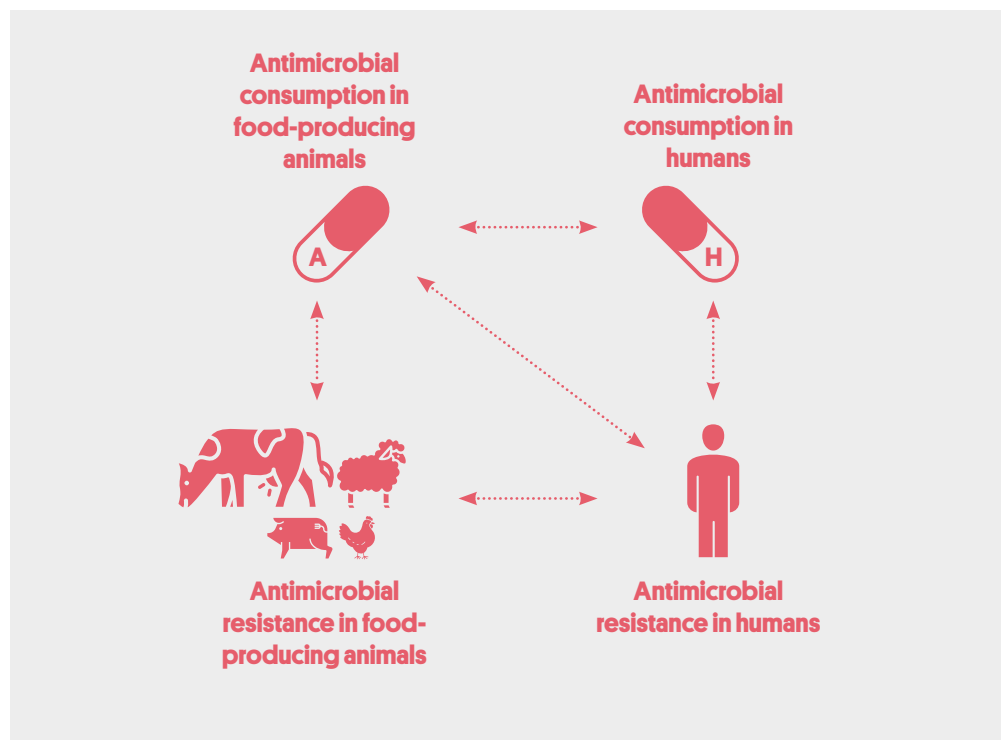 Antimicrobial
consumption in
food-producing
animals
Antimicrobial
consumption in
humans
A
H
Antimicrobial
resistance in food-
producing animals
Antimicrobial
resistance in humans